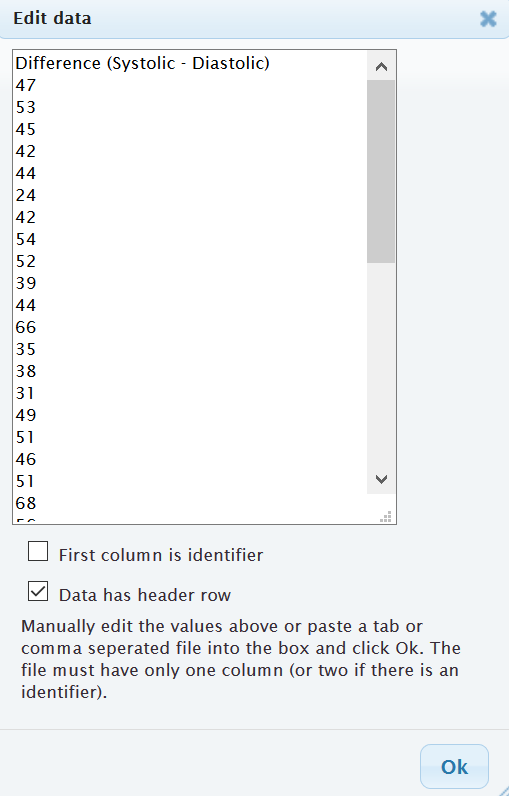 Edit data
Difference (Systolic - Diastolic)
47
53
45
42
44
24
42
54
52
39
44
66
35
38
31
49
51
46
51
68
First column is identifier
Data has header row
Manually edit the values above or paste a tab or
comma seperated file into the box and click Ok. The
file must have only one column (or two if there is an
identifier).
Ok